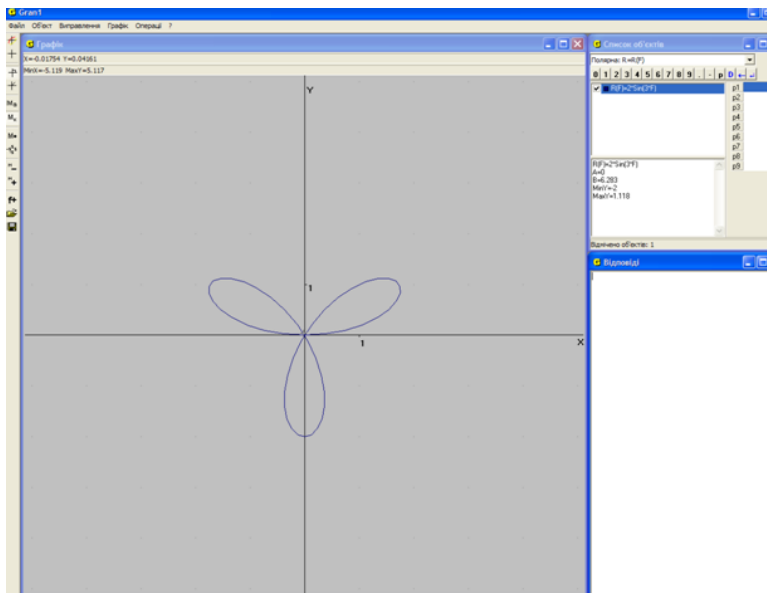 Gran1
Файл Об'єкт Виправлення Графік Операції ?
Графік
X=-0.01754 Y=0.04161
MinX=-5.119 MaxY=5.117
Y
1
1
X
Список об'єктів
Полярна: R=R(F)
0 1 2 3 4 5 6 7 8 9 . - p D
R(F)=2*Sin(3*F)
p1
p2
p3
p4
p5
p6
p7
p8
p9
R(F)=2*Sin(3*F)
A=0
B=6.283
MinY=-2
MaxY=1.118
Відмічено об'єктів: 1
Відповіді